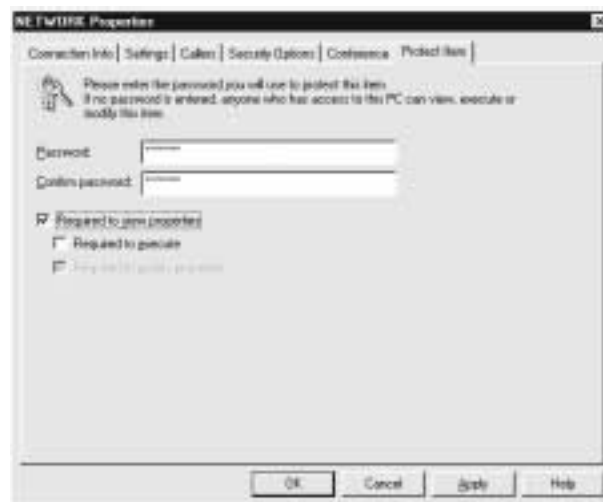 NETWORK Properties
Connection Info Settings Callers Security Options Conference Protect Item
Please enter the password you will use to protect this item.
If no password is entered, anyone who has access to this PC can view, execute or
modify this item.
Password:
Confirm password:
Required to view properties
Required to execute
OK Cancel Apply Help